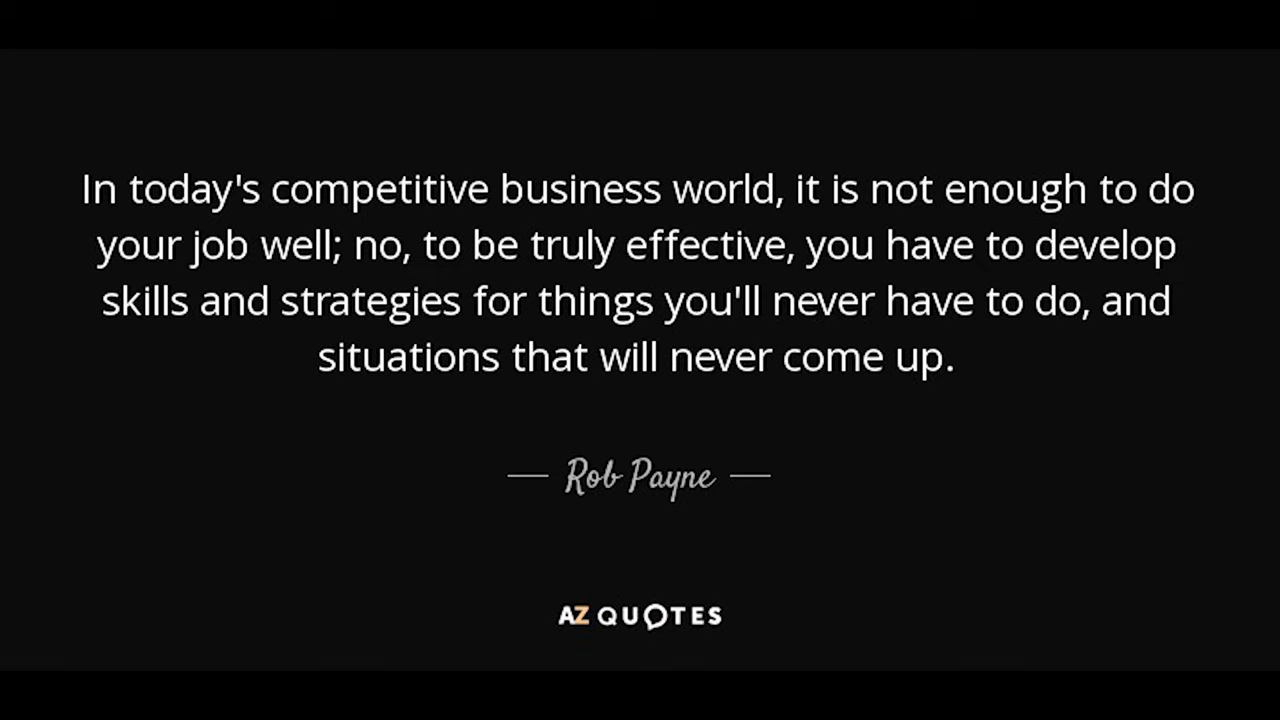 In today's competitive business world, it is not enough to do
your job well; no, to be truly effective, you have to develop
skills and strategies for things you'll never have to do, and
situations that will never come up.
— Rob Payne —
AZ QUOTES